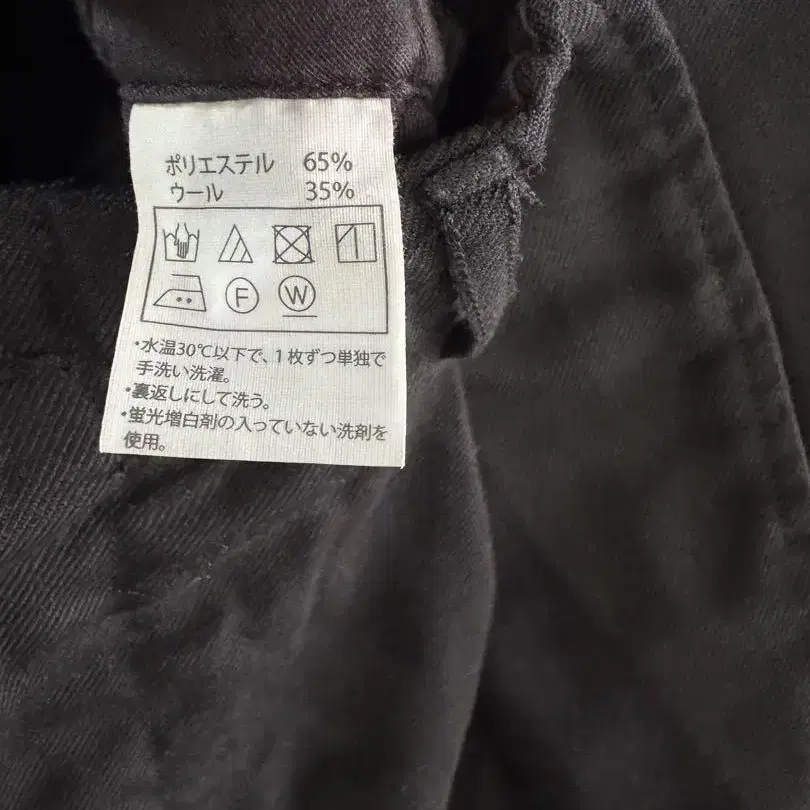 ポリエステル 65%
ウール 35%
F W
・水温30℃以下で、1枚ずつ単独で
手洗い洗濯。
・裏返しにして洗う。
・蛍光増白剤の入っていない洗剤を
使用。